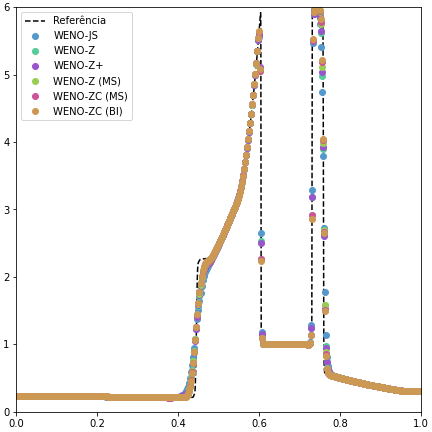 6
5
4
3
2
1
0
0.0 0.2 0.4 0.6 0.8 1.0
Referência
WENO-JS
WENO-Z
WENO-Z+
WENO-Z (MS)
WENO-ZC (MS)
WENO-ZC (BI)